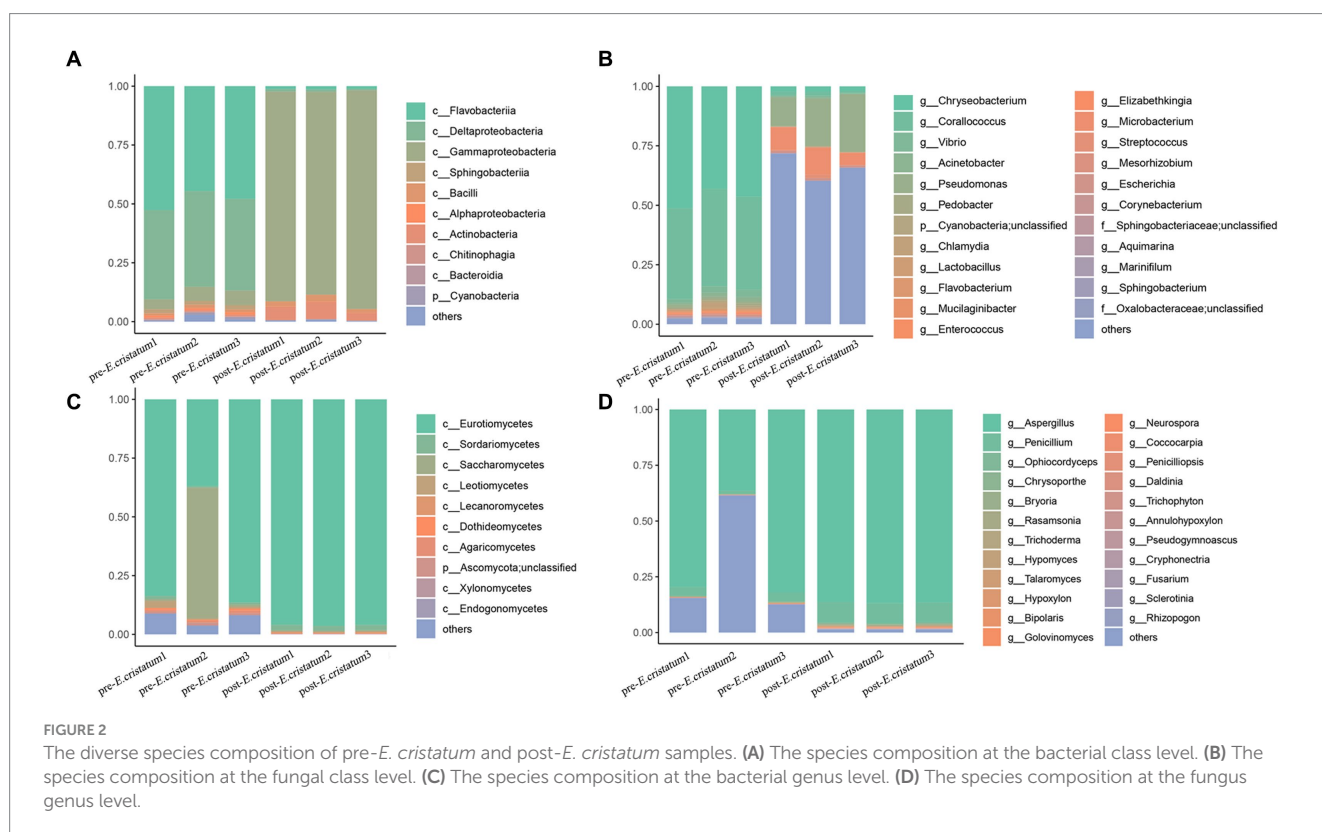 A
1.00
0.75
0.50
0.25
0.00
pre-E.cristatum1
pre-E.cristatum2
pre-E.cristatum3
post-E.cristatum1
post-E.cristatum2
post-E.cristatum3
c__Flavobacteriia
c__Deltaproteobacteria
c__Gammaproteobacteria
c__Sphingobacteriia
c__Bacilli
c__Alphaproteobacteria
c__Actinobacteria
c__Chitinophagia
c__Bacteroidia
p__Cyanobacteria
others
B
1.00
0.75
0.50
0.25
0.00
pre-E.cristatum1
pre-E.cristatum2
pre-E.cristatum3
post-E.cristatum1
post-E.cristatum2
post-E.cristatum3
g__Chryseobacterium
g__Corallococcus
g__Vibrio
g__Acinetobacter
g__Pseudomonas
g__Pedobacter
p__Cyanobacteria;unclassified
g__Chlamydia
g__Lactobacillus
g__Flavobacterium
g__Mucilaginibacter
g__Enterococcus
g__Elizabethkingia
g__Microbacterium
g__Streptococcus
g__Mesorhizobium
g__Escherichia
g__Corynebacterium
f__Sphingobacteriaceae;unclassified
g__Aquimarina
g__Marinifilum
g__Sphingobacterium
f__Oxalobacteraceae;unclassified
others
C
1.00
0.75
0.50
0.25
0.00
pre-E.cristatum1
pre-E.cristatum2
pre-E.cristatum3
post-E.cristatum1
post-E.cristatum2
post-E.cristatum3
c__Eurotiomycetes
c__Sordariomycetes
c__Saccharomycetes
c__Leotiomycetes
c__Lecanoromycetes
c__Dothideomycetes
c__Agaricomycetes
p__Ascomycota;unclassified
c__Xylonomycetes
c__Endogonomycetes
others
D
1.00
0.75
0.50
0.25
0.00
pre-E.cristatum1
pre-E.cristatum2
pre-E.cristatum3
post-E.cristatum1
post-E.cristatum2
post-E.cristatum3
g__Aspergillus
g__Penicillium
g__Ophiocordyceps
g__Chrysoporthe
g__Bryoria
g__Rasamsonia
g__Trichoderma
g__Hypomyces
g__Talaromyces
g__Hypoxylon
g__Bipolaris
g__Golovinomyces
g__Neurospora
g__Coccocarpia
g__Penicilliopsis
g__Daldinia
g__Trichophyton
g__Annulohypoxylon
g__Pseudogymnoascus
g__Cryphonectria
g__Fusarium
g__Sclerotinia
g__Rhizopogon
others
FIGURE 2
The diverse species composition of pre-E. cristatum and post-E. cristatum samples. (A) The species composition at the bacterial class level. (B) The
species composition at the fungal class level. (C) The species composition at the bacterial genus level. (D) The species composition at the fungus
genus level.